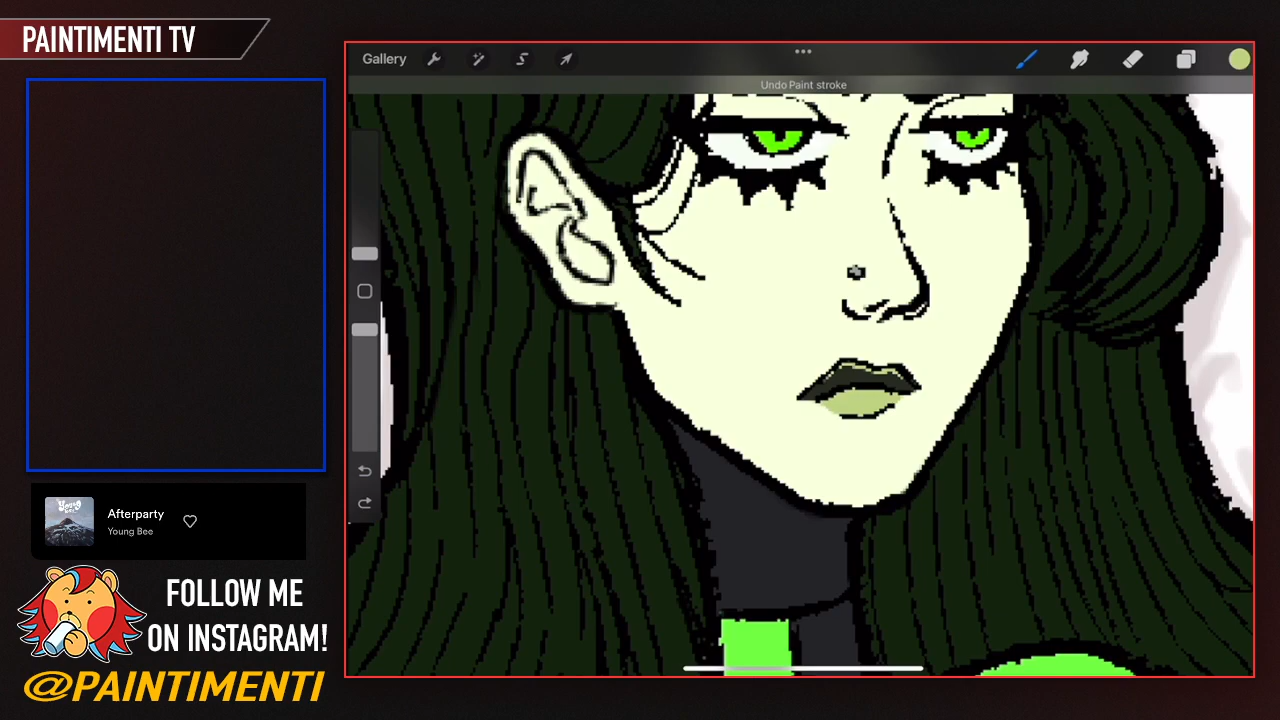 PAINTIMENTI TV
Gallery
Undo Paint stroke
Afterparty
Young Bee
FOLLOW ME
ON INSTAGRAM!
@PAINTIMENTI